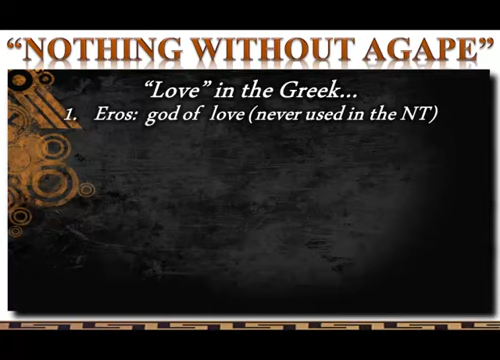 “NOTHING WITHOUT AGAPE”
“Love” in the Greek...
1. Eros: god of love (never used in the NT)